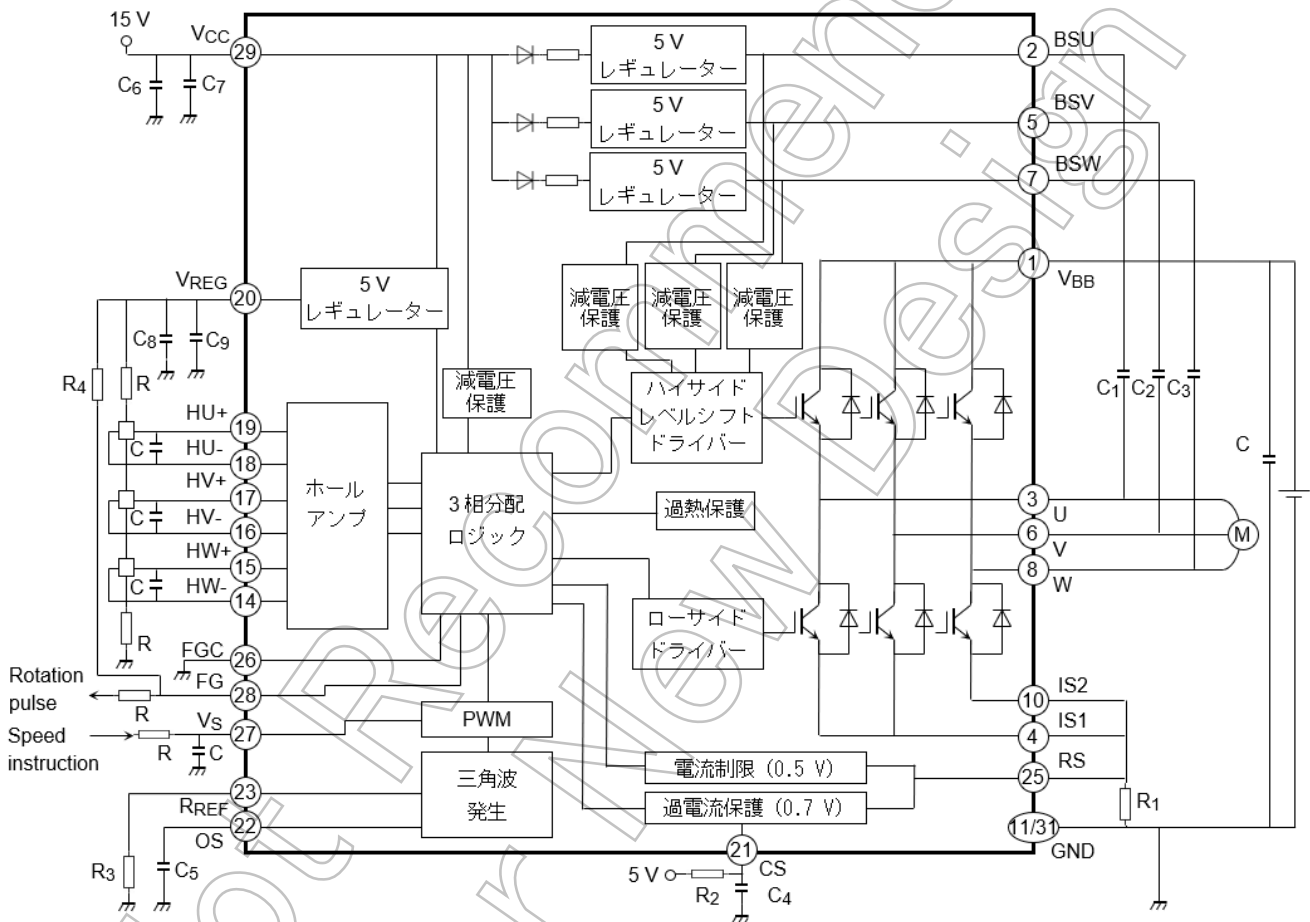 15 V
VCC
29
C6
C7
5 V
レギュレーター
5 V
レギュレーター
5 V
レギュレーター
2
BSU
5
BSV
7
BSW
1
VBB
VREG
20
5 V
レギュレーター
減電圧
保護
減電圧
保護
減電圧
保護
C8
C9
R4
R
減電圧
保護
ハイサイド
レベルシフト
ドライバー
C1
C2
C3
C
HU+
19
C
HU-
18
HV+
17
C
HV-
16
HW+
15
C
HW-
14
R
ホール
アンプ
3 相分配
ロジック
過熱保護
3
U
6
V
8
W
M
ローサイド
ドライバー
FGC
26
FG
28
Rotation
pulse
R
VS
27
Speed
instruction
R
C
PWM
三角波
発生
23
RREF
22
OS
R3
C5
電流制限 (0.5 V)
過電流保護 (0.7 V)
10
IS2
4
IS1
25
RS
R1
11/31
GND
21
CS
5 V
R2
C4
Not Recommended
for New Design